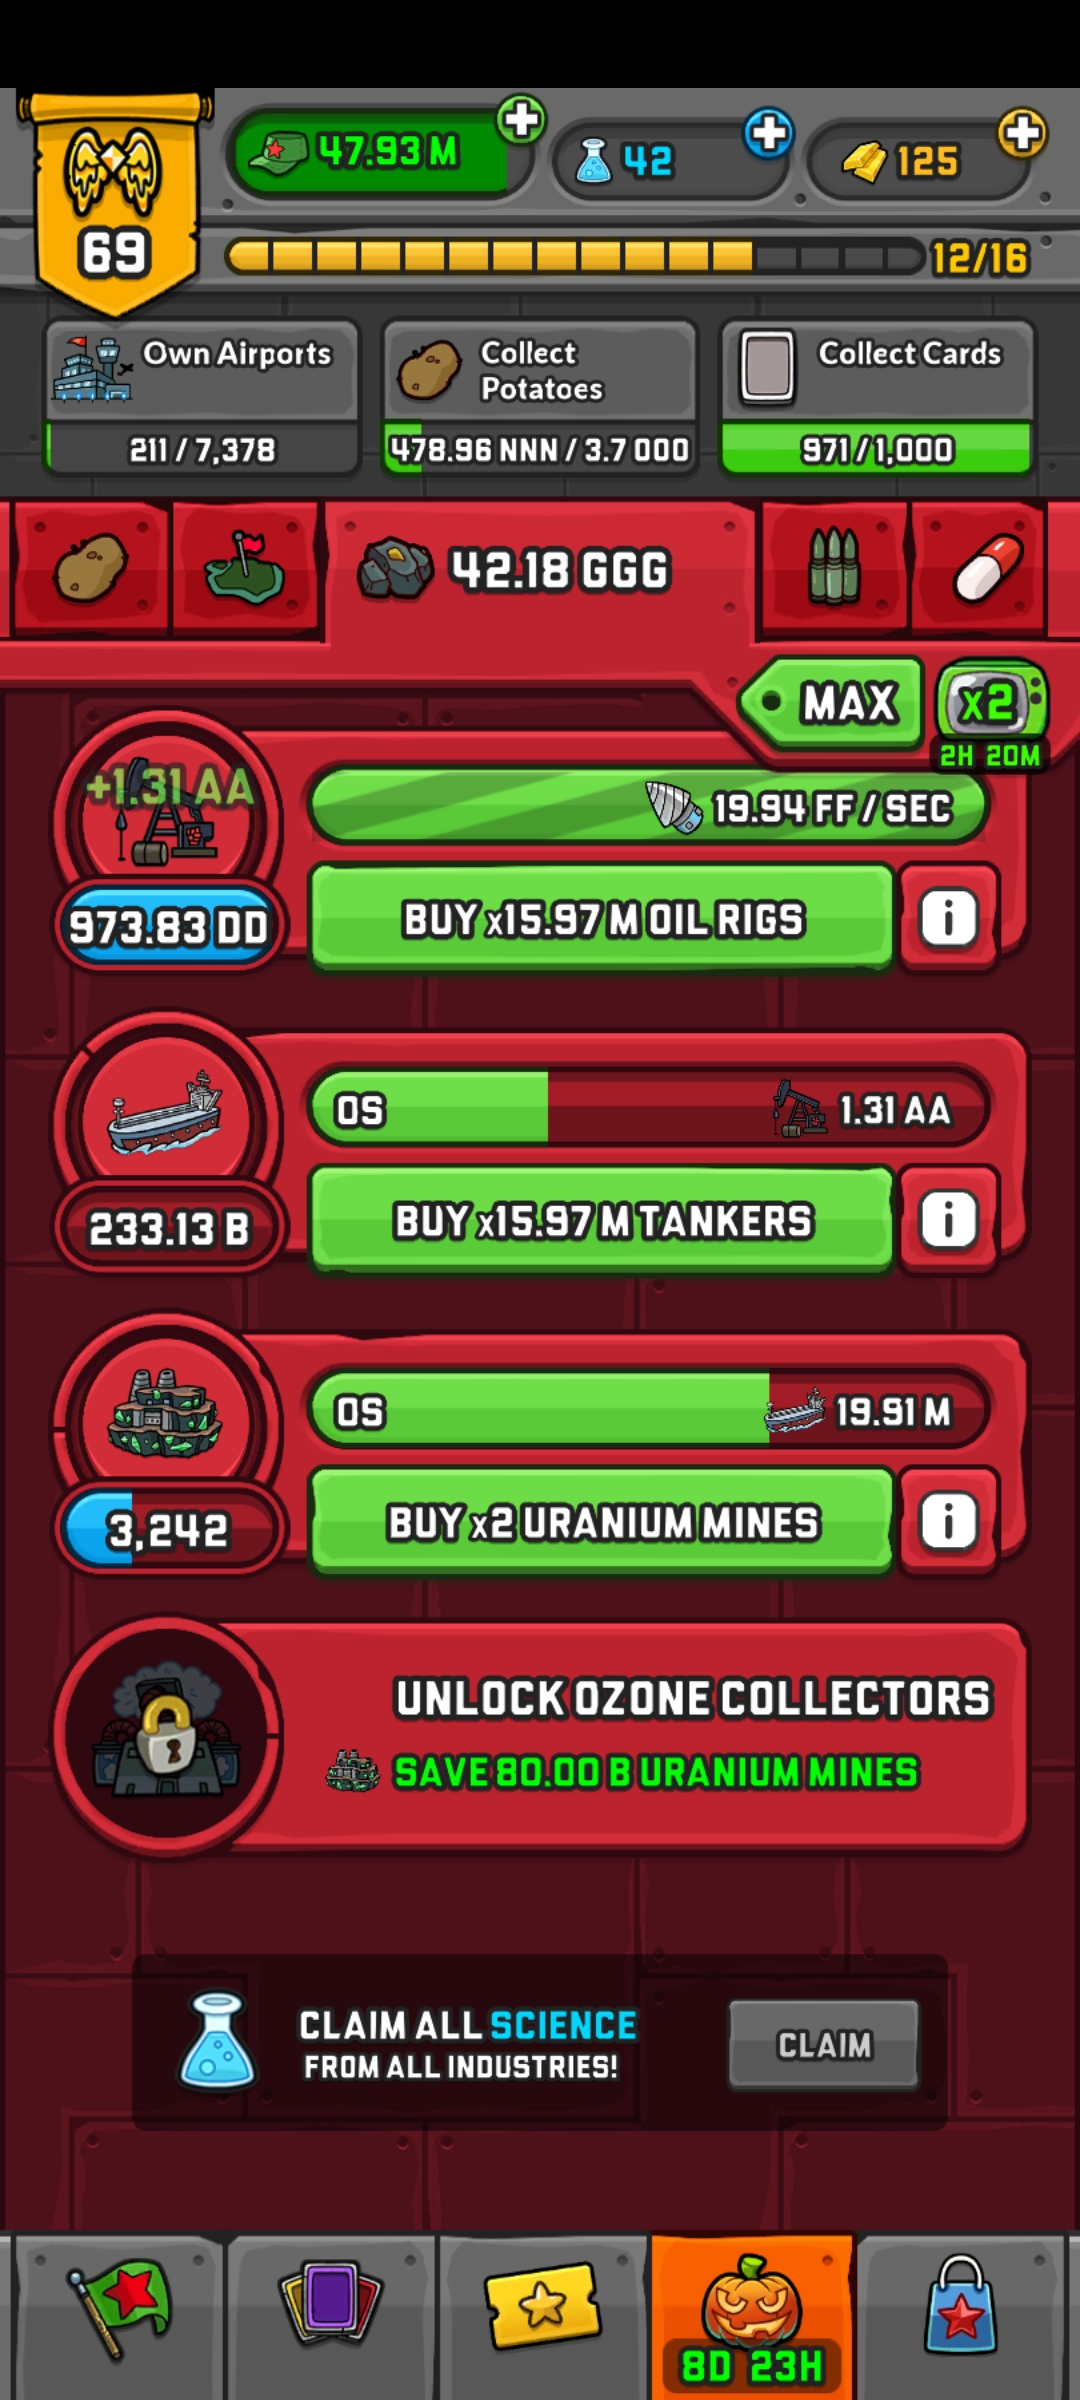 69
47.93 M
42
125
12/16
Own Airports
211 / 7,378
Collect
Potatoes
478.96 NNN / 3.7 OOO
Collect Cards
971 / 1,000
42.18 GGG
MAX
x2
2H 20M
+1.31 AA
19.94 FF / SEC
973.83 DD
BUY x15.97 M OIL RIGS
i
0S
1.31 AA
233.13 B
BUY x15.97 M TANKERS
i
0S
19.91 M
3,242
BUY x2 URANIUM MINES
i
UNLOCK OZONE COLLECTORS
SAVE 80.00 B URANIUM MINES
CLAIM ALL SCIENCE
FROM ALL INDUSTRIES!
CLAIM
8D 23H